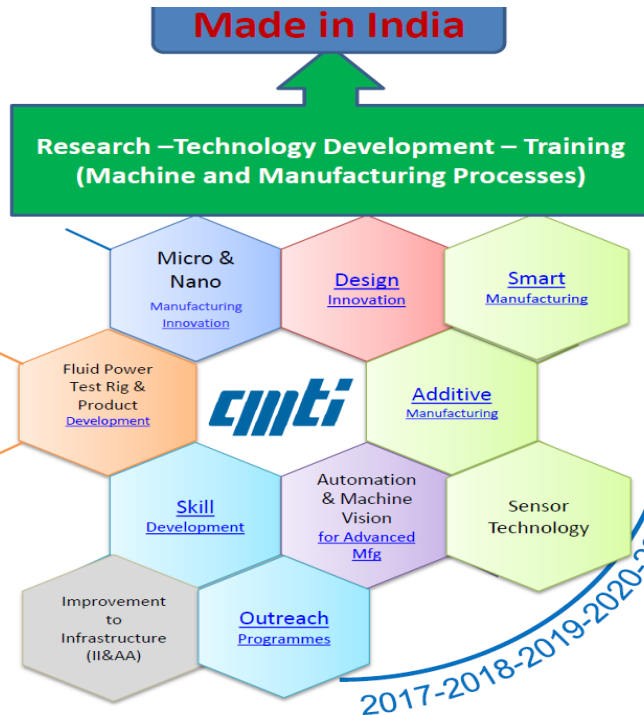 Made in India
Research –Technology Development – Training
(Machine and Manufacturing Processes)
Micro &
Nano
Manufacturing
Innovation
Design
Innovation
Smart
Manufacturing
Fluid Power
Test Rig &
Product
Development
cmti
Additive
Manufacturing
Skill
Development
Automation
& Machine
Vision
for Advanced
Mfg
Sensor
Technology
Improvement
to
Infrastructure
(II&AA)
Outreach
Programmes
2017-2018-2019-2020-2